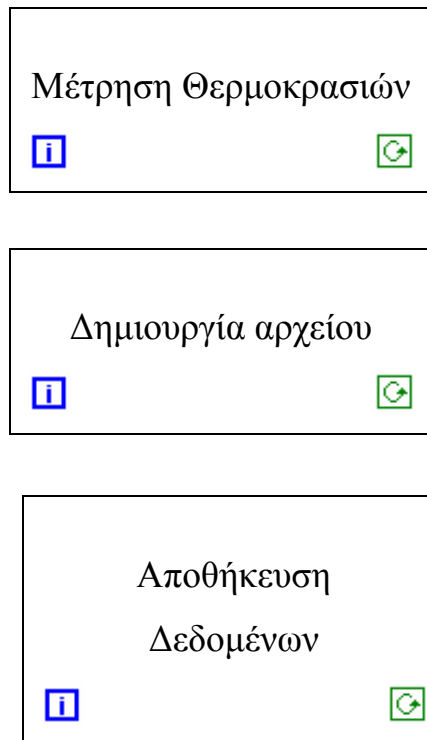 Μέτρηση Θερμοκρασιών
i
Δημιουργία αρχείου
i
Αποθήκευση
Δεδομένων
i